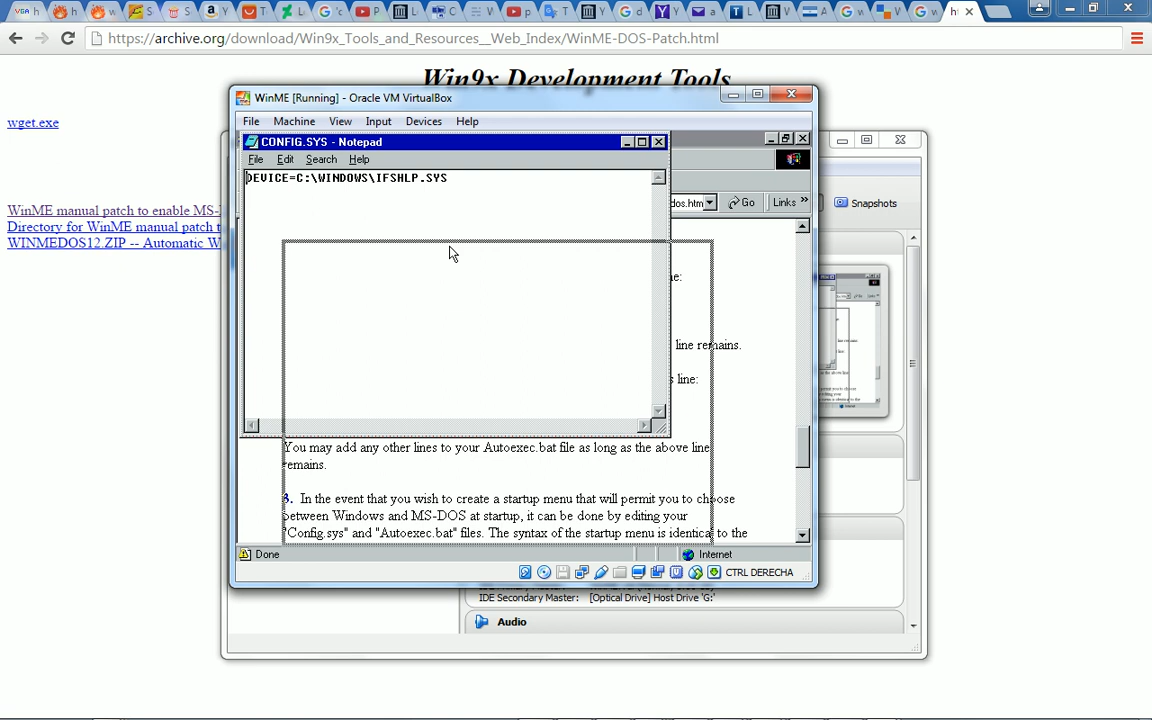 https://archive.org/download/Win9x_Tools_and_Resources__Web_Index/WinME-DOS-Patch.html
Win9x Development Tools
wget.exe
WinME manual patch to enable MS-
Directory for WinME manual patch t
WINMEDOS12.ZIP -- Automatic W
WinME [Running] - Oracle VM VirtualBox
File Machine View Input Devices Help
CONFIG.SYS - Notepad
File Edit Search Help
DEVICE=C:\WINDOWS\IFSHLP.SYS
dos.htm Go Links »
Snapshots
ne:
line remains.
s line:
You may add any other lines to your Autoexec.bat file as long as the above line
remains.
3. In the event that you wish to create a startup menu that will permit you to choose
between Windows and MS-DOS at startup, it can be done by editing your
"Config.sys" and "Autoexec.bat" files. The syntax of the startup menu is identical to the
Done Internet
CTRL DERECHA
IDE Secondary Master: [Optical Drive] Host Drive 'G:'
Audio